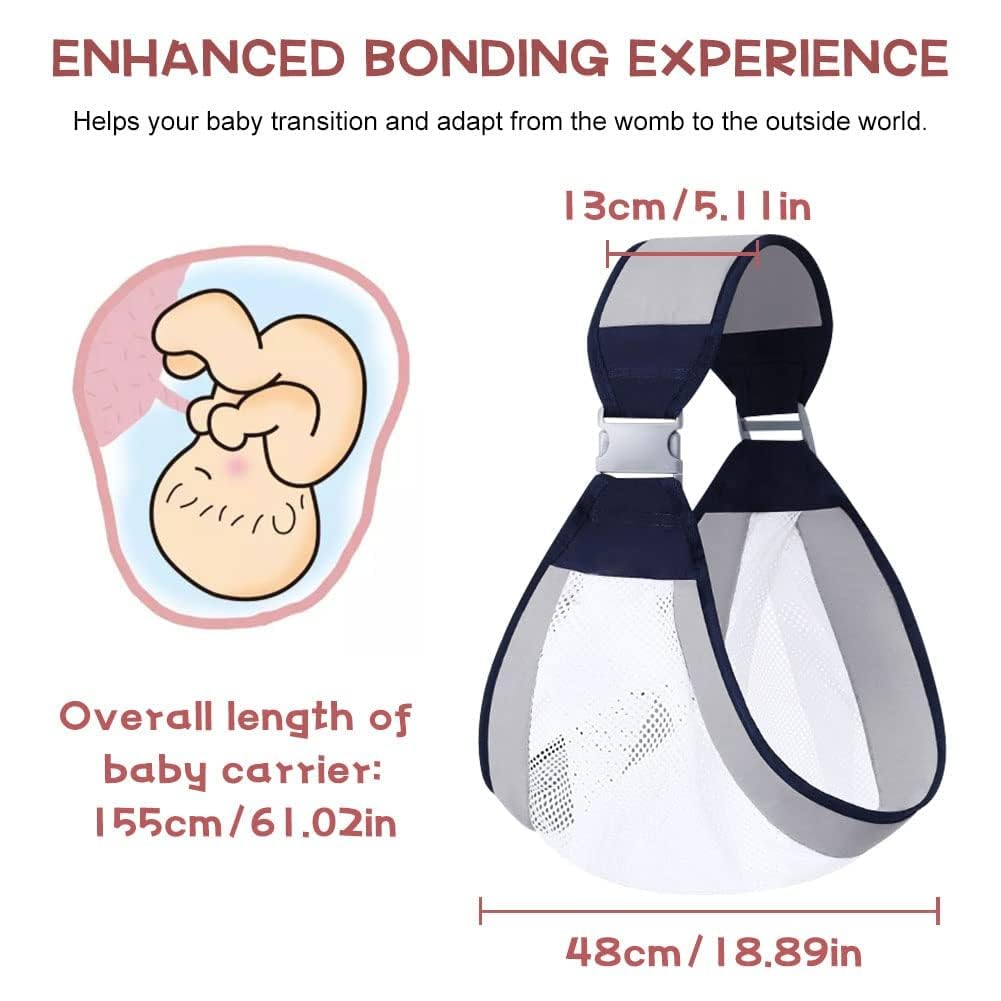 ENHANCED BONDING EXPERIENCE
Helps your baby transition and adapt from the womb to the outside world.
13cm/5.11in
Overall length of
baby carrier:
155cm/61.02in
48cm/18.89in